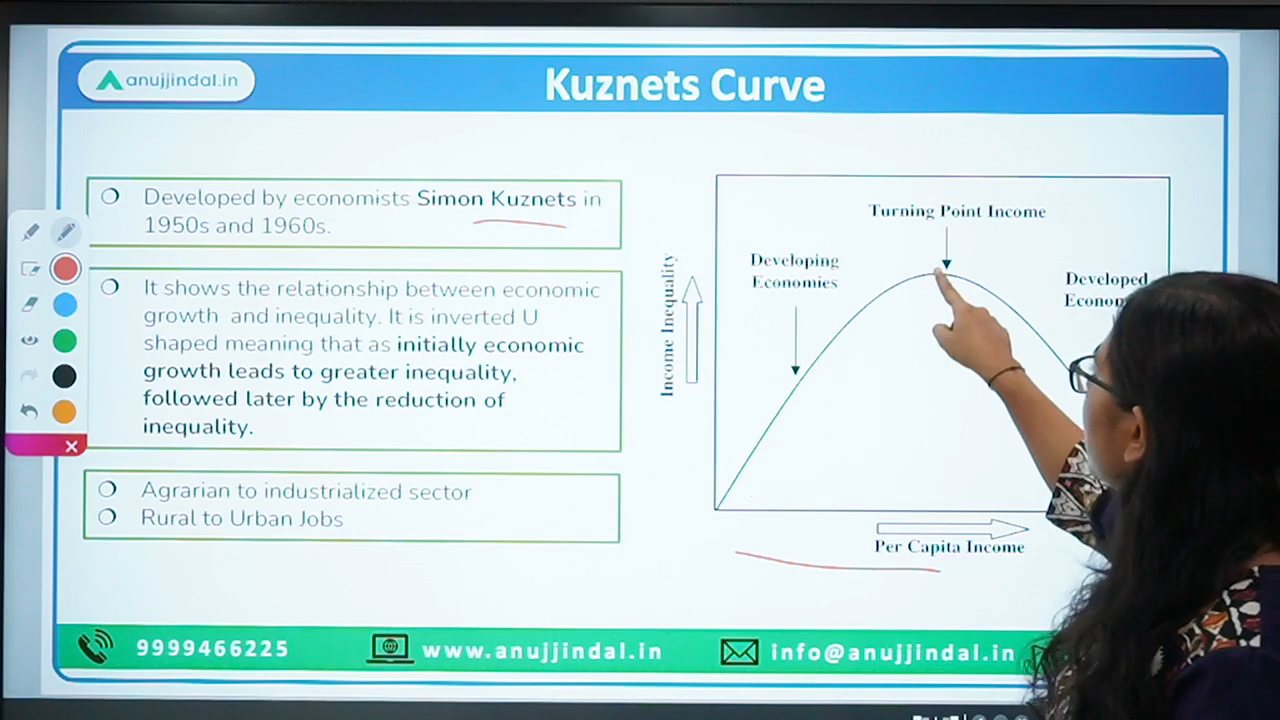 anujjindal.in
Kuznets Curve
Developed by economists Simon Kuznets in
1950s and 1960s.
It shows the relationship between economic
growth and inequality. It is inverted U
shaped meaning that as initially economic
growth leads to greater inequality,
followed later by the reduction of
inequality.
Agrarian to industrialized sector
Rural to Urban Jobs
Turning Point Income
Developing
Economies
Developed
Income Inequality
Per Capita Income
9999466225
www.anujjindal.in
info@anujjindal.in